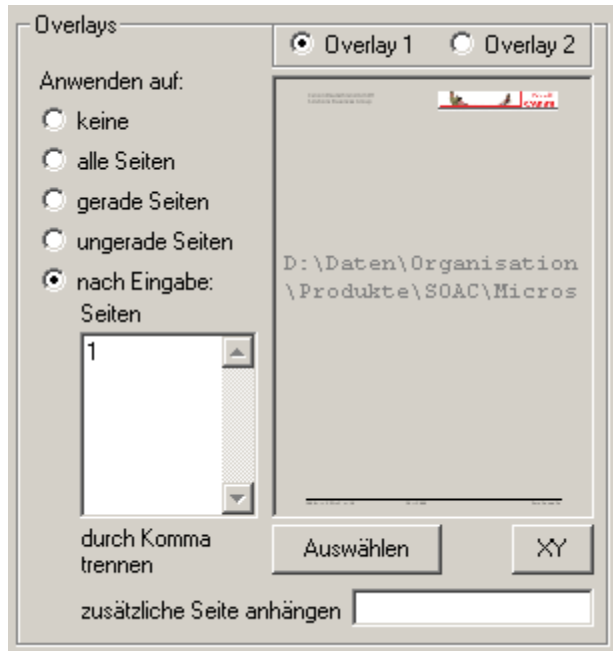 Overlays
Overlay 1
Overlay 2
Anwenden auf:
keine
alle Seiten
gerade Seiten
ungerade Seiten
nach Eingabe:
Seiten
1
durch Komma
trennen
D:\Daten\Organisation
\Produkte\SOAC\Micros
Auswählen
XY
zusätzliche Seite anhängen